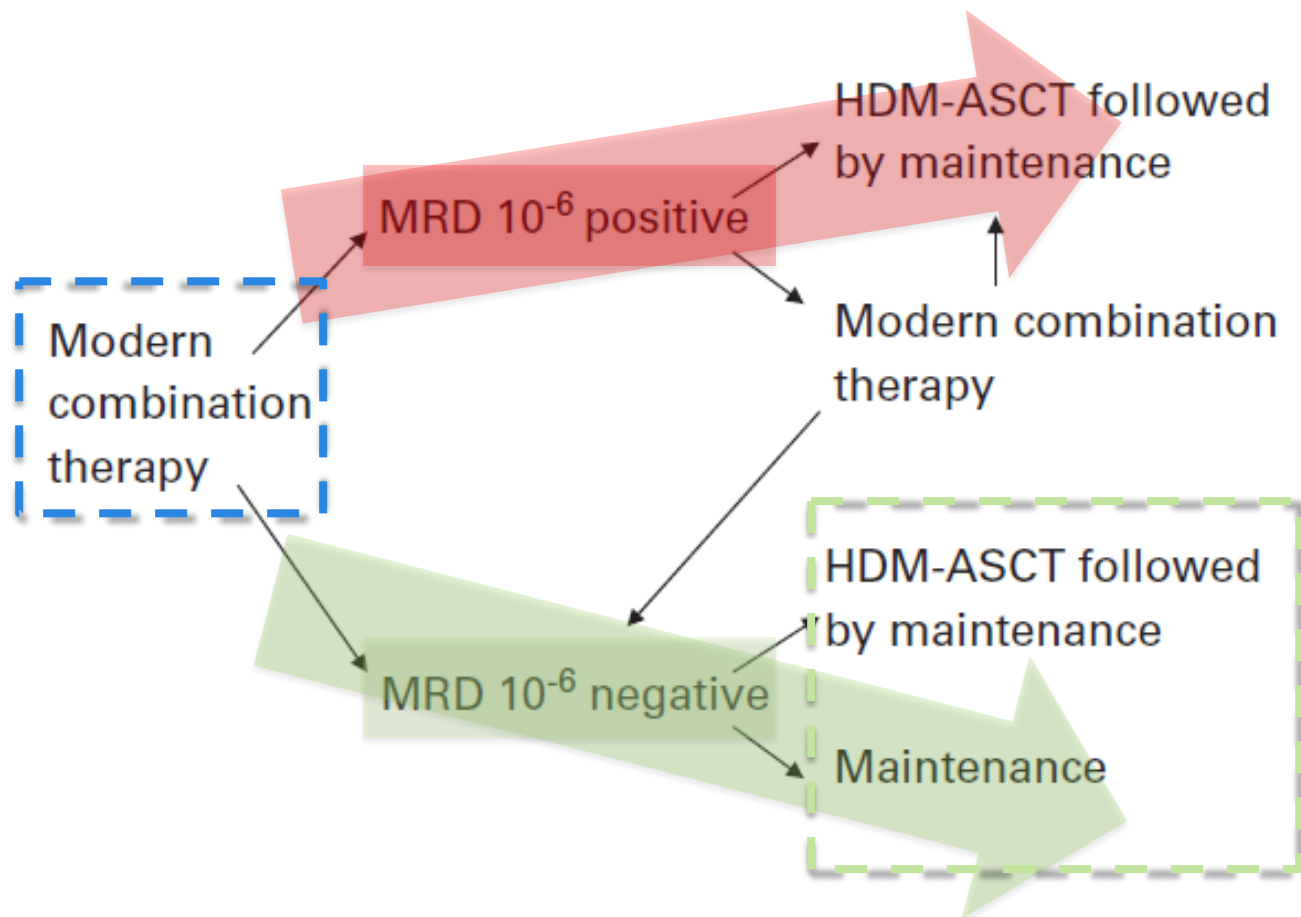 HDM-ASCT followed
by maintenance
MRD 10⁻⁶ positive
Modern
combination
therapy
Modern combination
therapy
HDM-ASCT followed
by maintenance
MRD 10⁻⁶ negative
Maintenance